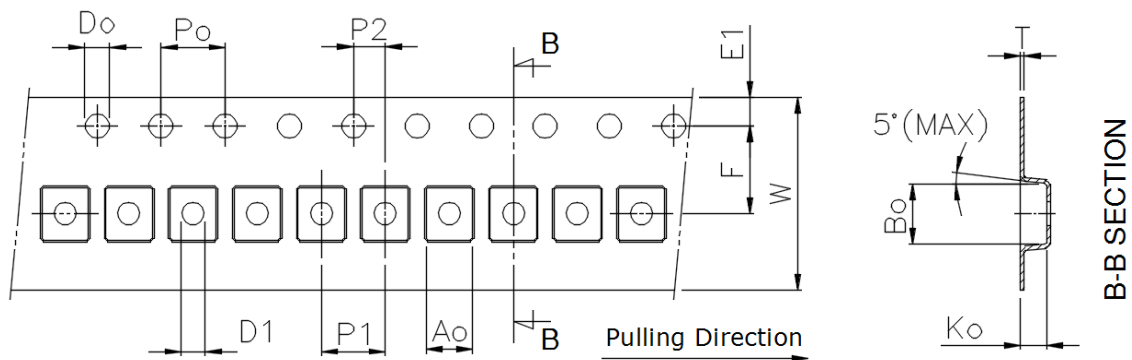 Do
Po
P2
B
E1
T
5°(MAX)
F
W
Bo
B-B SECTION
D1
P1
Ao
B
Pulling Direction
Ko